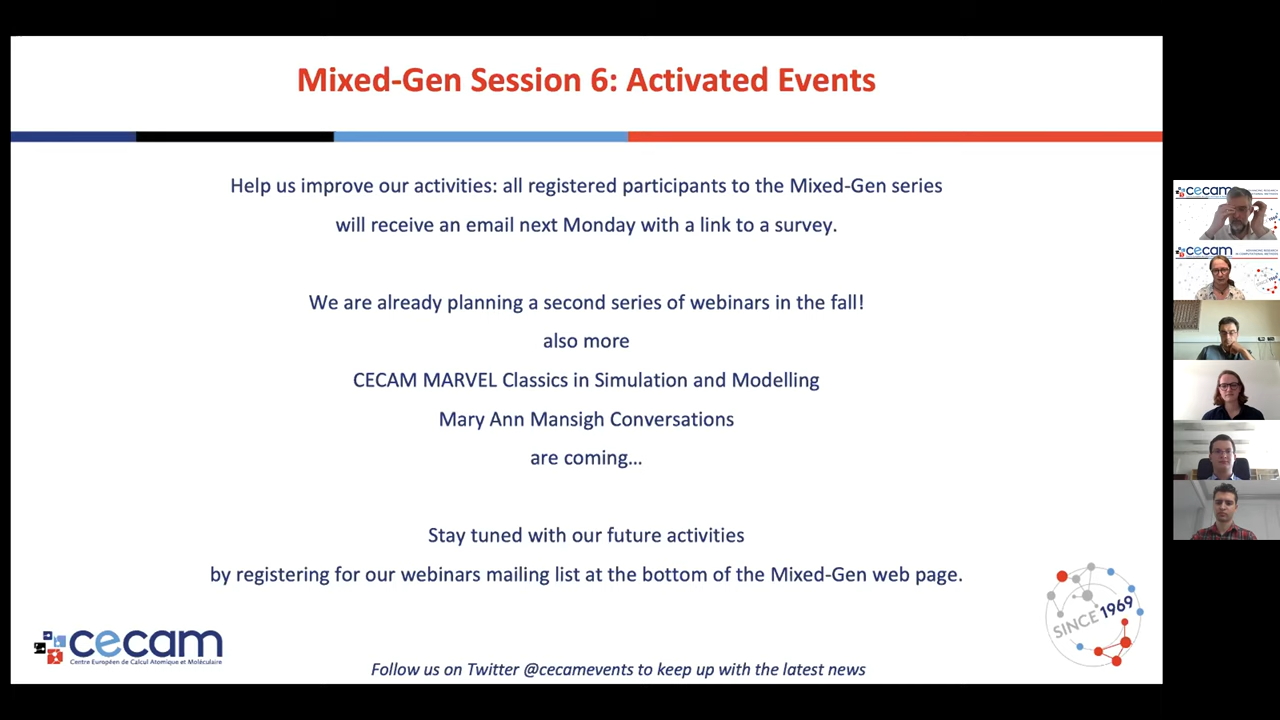 Mixed-Gen Session 6: Activated Events
Help us improve our activities: all registered participants to the Mixed-Gen series
will receive an email next Monday with a link to a survey.
We are already planning a second series of webinars in the fall!
also more
CECAM MARVEL Classics in Simulation and Modelling
Mary Ann Mansigh Conversations
are coming...
Stay tuned with our future activities
by registering for our webinars mailing list at the bottom of the Mixed-Gen web page.
SINCE 1969
cecam
Centre Européen de Calcul Atomique et Moléculaire
Follow us on Twitter @cecamevents to keep up with the latest news
cecam
cecam